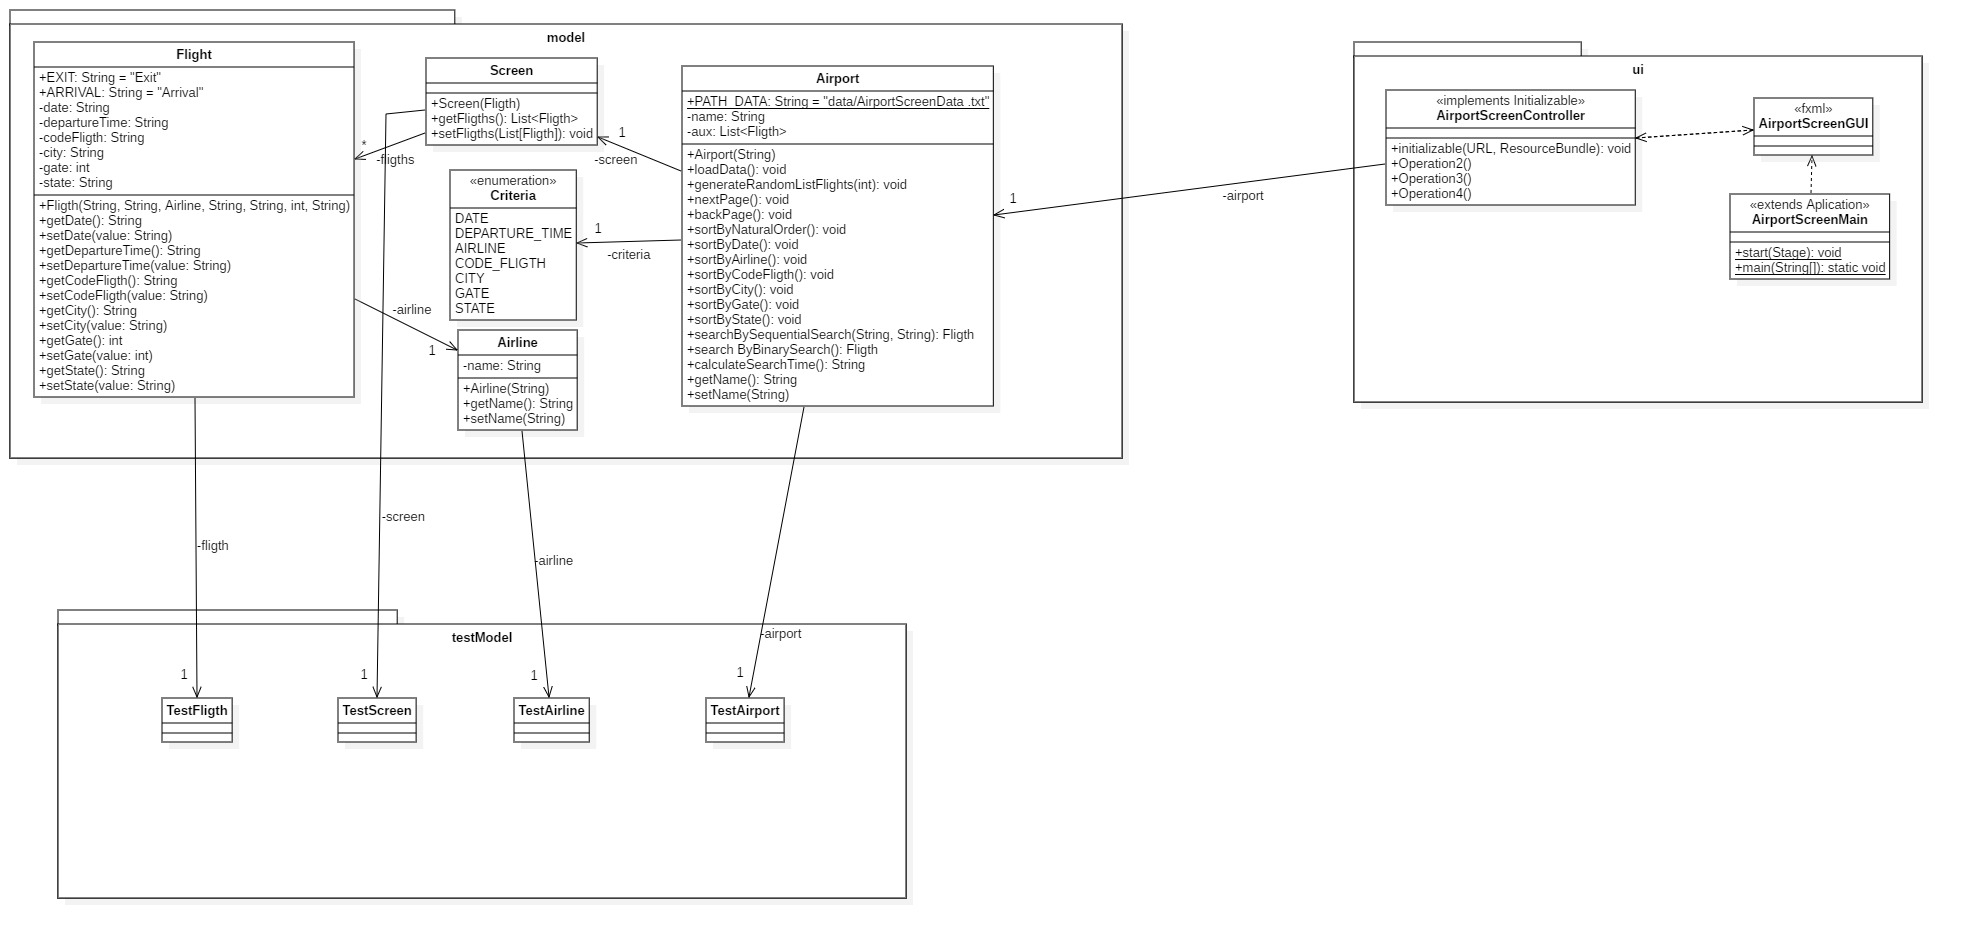 model
Flight
+EXIT: String = "Exit"
+ARRIVAL: String = "Arrival"
-date: String
-departureTime: String
-codeFligth: String
-city: String
-gate: int
-state: String
+Fligth(String, String, Airline, String, String, int, String)
+getDate(): String
+setDate(value: String)
+getDepartureTime(): String
+setDepartureTime(value: String)
+getCodeFligth(): String
+setCodeFligth(value: String)
+getCity(): String
+setCity(value: String)
+getGate(): int
+setGate(value: int)
+getState(): String
+setState(value: String)
Screen
+Screen(Fligth)
+getFligths(): List<Fligth>
+setFligths(List[Fligth]): void
*
-fligths
1
-screen
«enumeration»
Criteria
DATE
DEPARTURE_TIME
AIRLINE
CODE_FLIGTH
CITY
GATE
STATE
1
-criteria
-airline
1
Airline
-name: String
+Airline(String)
+getName(): String
+setName(String)
Airport
+PATH_DATA: String = "data/AirportScreenData .txt"
-name: String
-aux: List<Fligth>
+Airport(String)
+loadData(): void
+generateRandomListFlights(int): void
+nextPage(): void
+backPage(): void
+sortByNaturalOrder(): void
+sortByDate(): void
+sortByAirline(): void
+sortByCodeFligth(): void
+sortByCity(): void
+sortByGate(): void
+sortByState(): void
+searchBySequentialSearch(String, String): Fligth
+search ByBinarySearch(): Fligth
+calculateSearchTime(): String
+getName(): String
+setName(String)
1
-airport
ui
«implements Initializable»
AirportScreenController
+initializable(URL, ResourceBundle): void
+Operation2()
+Operation3()
+Operation4()
«fxml»
AirportScreenGUI
«extends Aplication»
AirportScreenMain
+start(Stage): void
+main(String[]): static void
-fligth
-screen
-airline
-airport
testModel
1
1
1
1
TestFligth
TestScreen
TestAirline
TestAirport